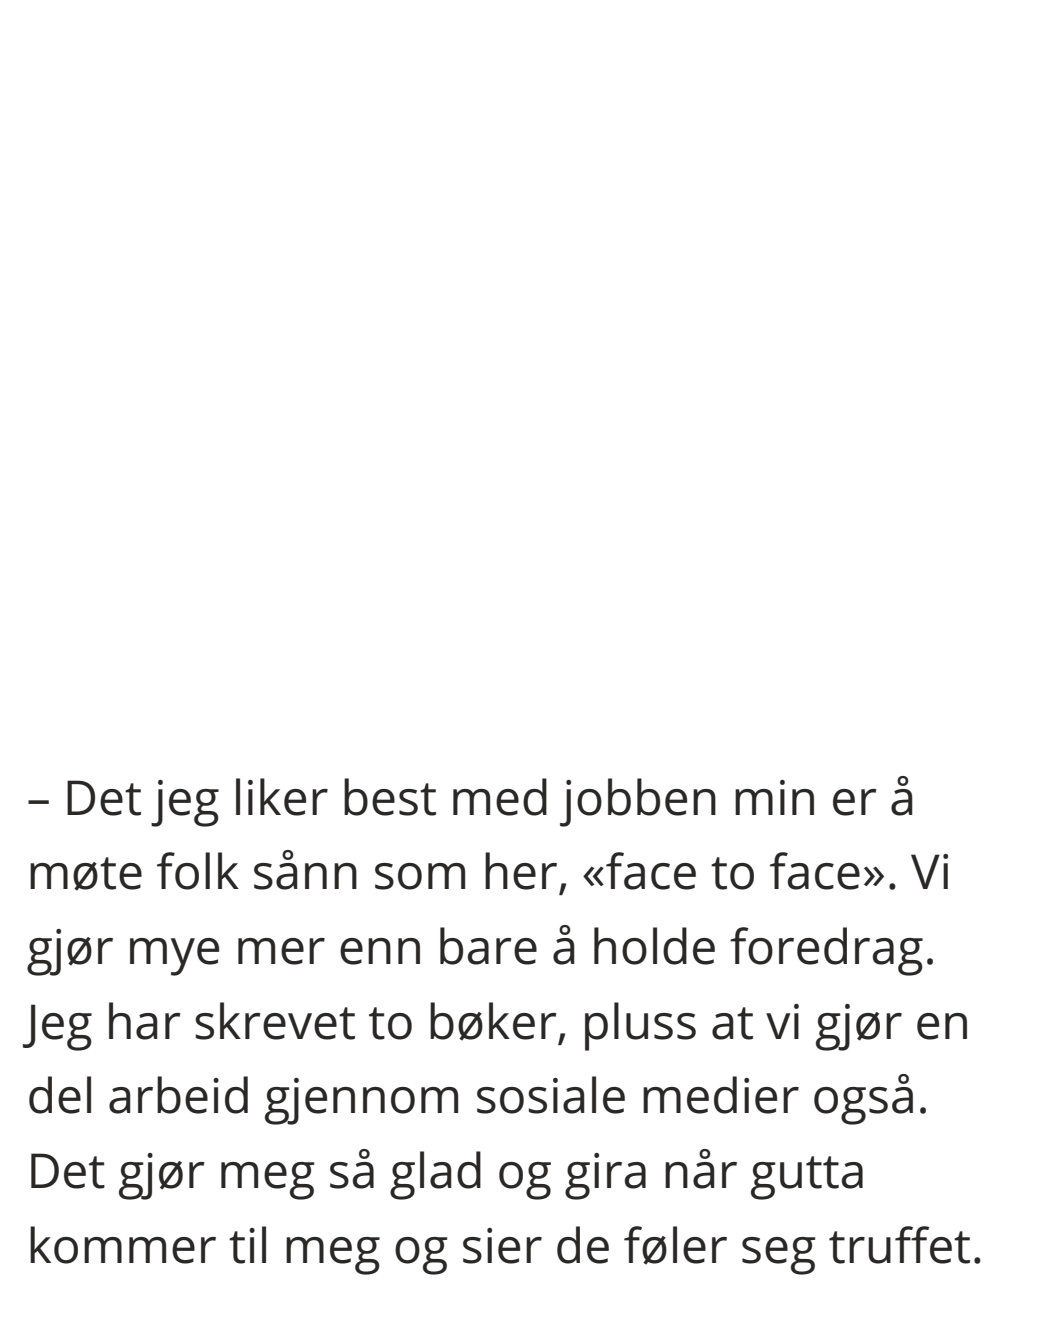 – Det jeg liker best med jobben min er å
møte folk sånn som her, «face to face». Vi
gjør mye mer enn bare å holde foredrag.
Jeg har skrevet to bøker, pluss at vi gjør en
del arbeid gjennom sosiale medier også.
Det gjør meg så glad og gira når gutta
kommer til meg og sier de føler seg truffet.